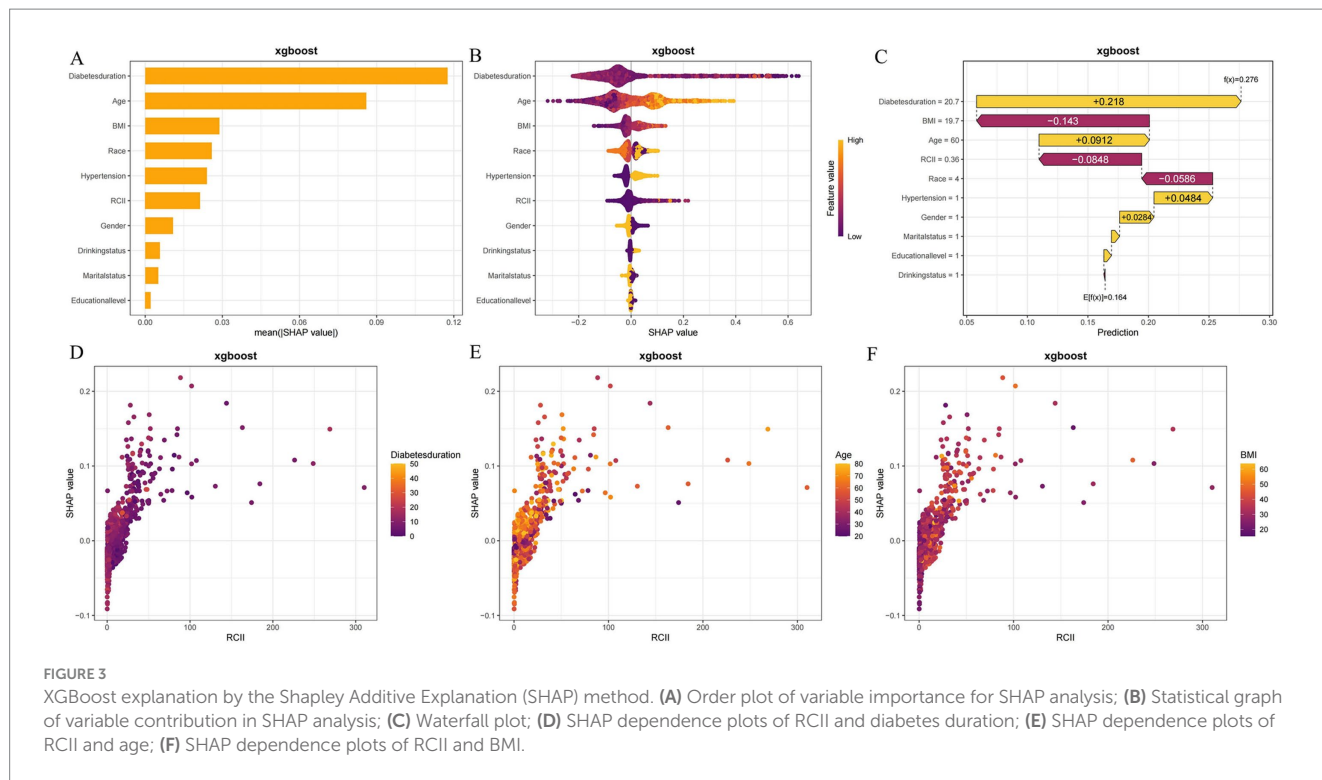 A
xgboost
Diabetesduration
Age
BMI
Race
Hypertension
RCII
Gender
Drinkingstatus
Maritalstatus
Educationallevel
0.00
0.03
0.06
0.09
0.12
mean(|SHAP value|)
B
xgboost
Diabetesduration
Age
BMI
Race
Hypertension
RCII
Gender
Drinkingstatus
Maritalstatus
Educationallevel
−0.2
0.0
0.2
0.4
0.6
SHAP value
High
Feature value
Low
C
xgboost
f(x)=0.276
Diabetesduration = 20.7
+0.218
BMI = 19.7
−0.143
Age = 60
+0.0912
RCII = 0.36
−0.0848
Race = 4
−0.0586
Hypertension = 1
+0.0484
Gender = 1
+0.0284
Maritalstatus = 1
Educationallevel = 1
Drinkingstatus = 1
E[f(x)]=0.164
0.05
0.10
0.15
0.20
0.25
0.30
Prediction
D
xgboost
0.2
0.1
0.0
−0.1
SHAP value
0
100
200
300
RCII
Diabetesduration
50
40
30
20
10
0
E
xgboost
0.2
0.1
0.0
−0.1
SHAP value
0
100
200
300
RCII
Age
80
70
60
50
40
30
20
F
xgboost
0.2
0.1
0.0
−0.1
SHAP value
0
100
200
300
RCII
BMI
60
50
40
30
20
FIGURE 3
XGBoost explanation by the Shapley Additive Explanation (SHAP) method. (A) Order plot of variable importance for SHAP analysis; (B) Statistical graph
of variable contribution in SHAP analysis; (C) Waterfall plot; (D) SHAP dependence plots of RCII and diabetes duration; (E) SHAP dependence plots of
RCII and age; (F) SHAP dependence plots of RCII and BMI.